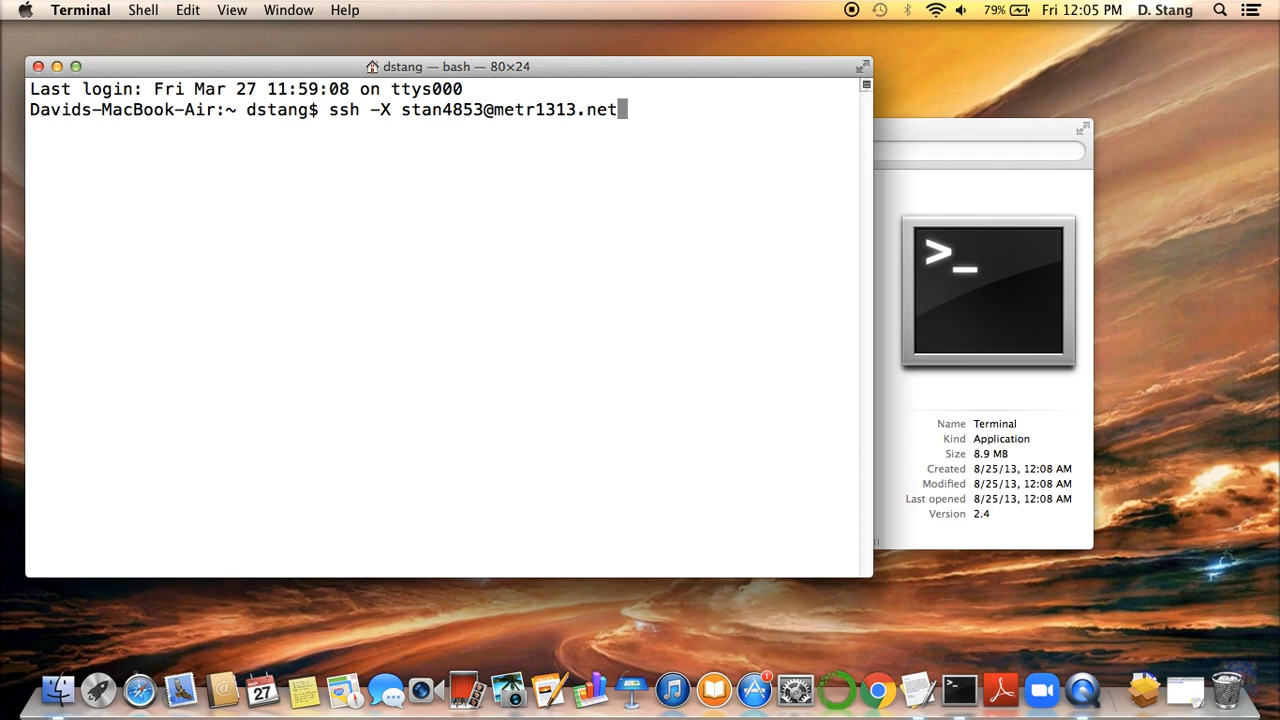 Terminal Shell Edit View Window Help 79% Fri 12:05 PM D. Stang
dstang — bash — 80×24
Last login: Fri Mar 27 11:59:08 on ttys000
Davids-MacBook-Air:~ dstang$ ssh -X stan4853@metr1313.net
>_
Name Terminal
Kind Application
Size 8.9 MB
Created 8/25/13, 12:08 AM
Modified 8/25/13, 12:08 AM
Last opened 8/25/13, 12:08 AM
Version 2.4
MAR
27
1
>_